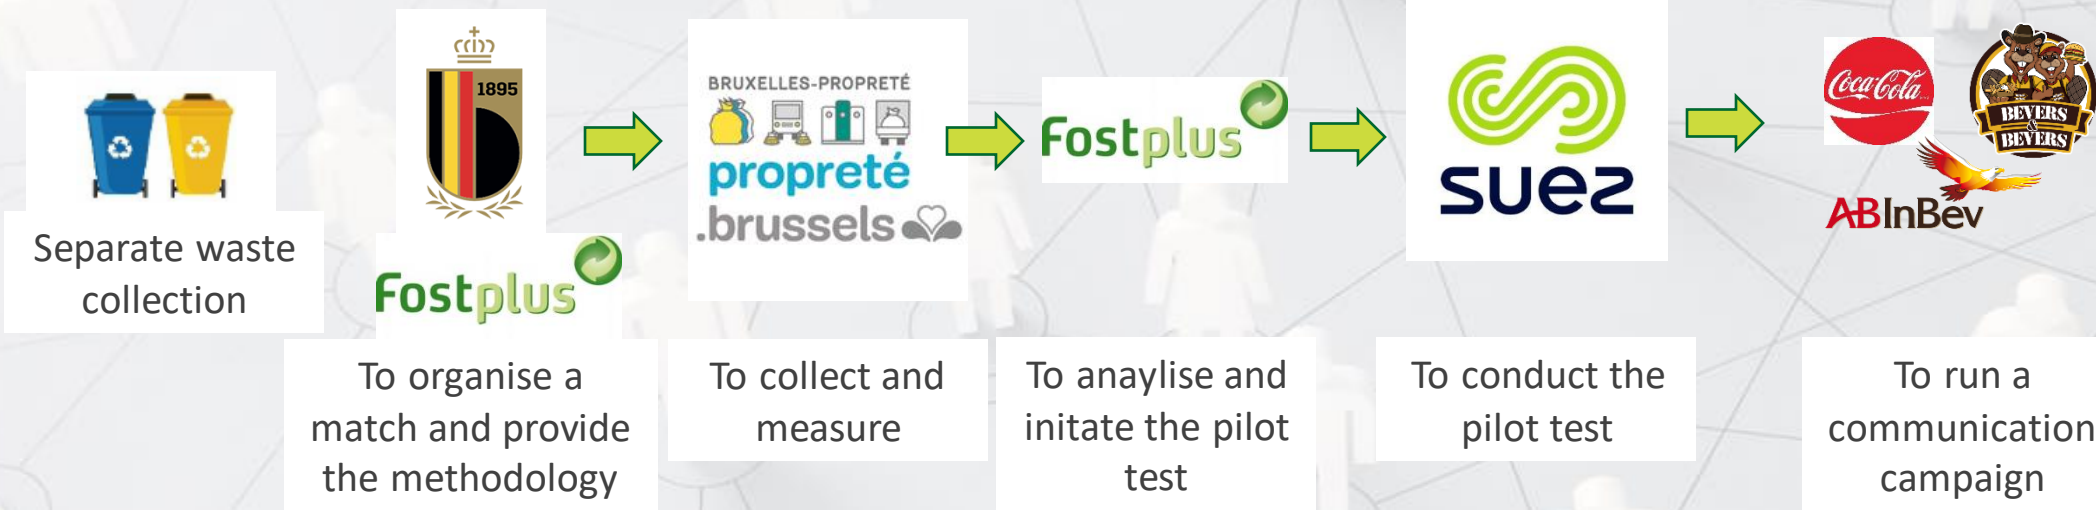 Separate waste
collection
1895
Fostplus
To organise a
match and provide
the methodology
BRUXELLES-PROPRETÉ
propreté
.brussels
To collect and
measure
Fostplus
To anaylise and
initate the pilot
test
suez
To conduct the
pilot test
Coca-Cola
BEVERS
&
BEVERS
ABInBev
To run a
communication
campaign